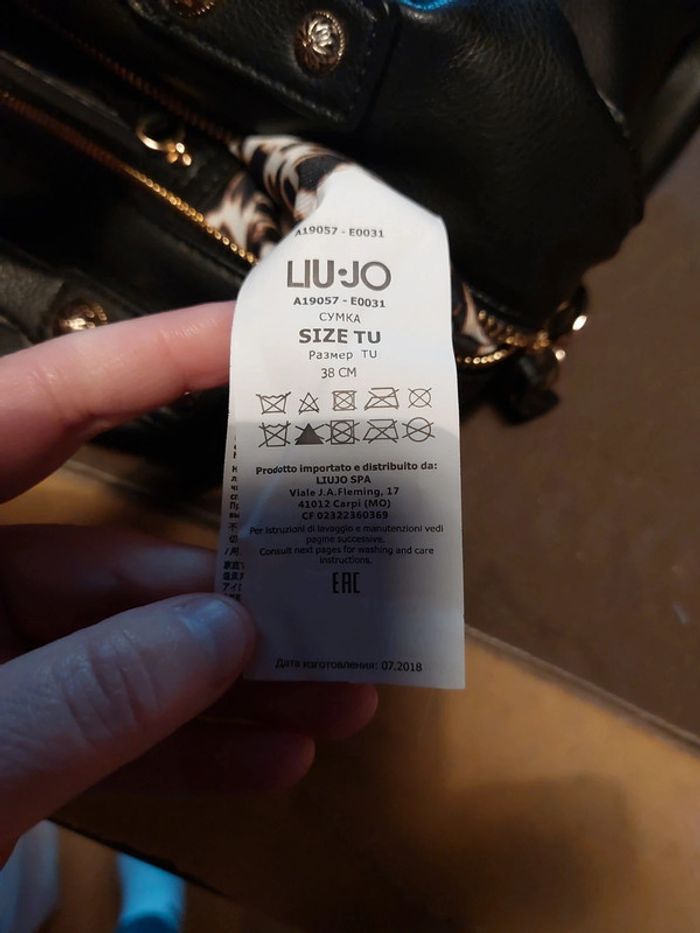 A19057 - E0031
LIU·JO
A19057 - E0031
СУМКА
SIZE TU
Размер TU
38 CM
Prodotto importato e distribuito da:
LIUJO SPA
Viale J.A.Fleming, 17
41012 Carpi (MO)
CF 02322360369
Per istruzioni di lavaggio e manutenzioni vedi
pagine successive.
Consult next pages for washing and care
instructions.
EAC
Дата изготовления: 07.2018